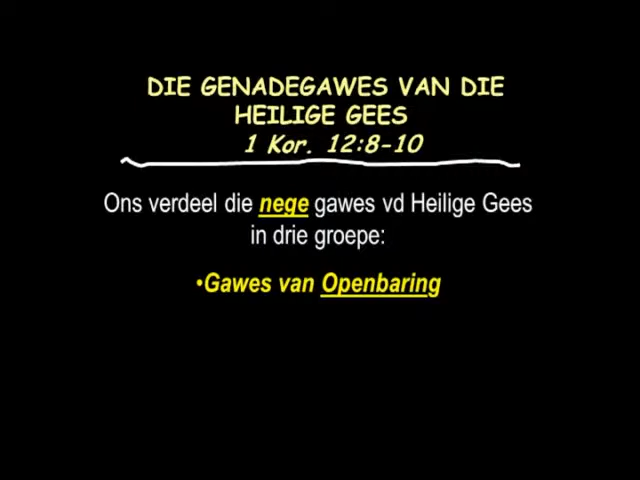 DIE GENADEGAWES VAN DIE
HEILIGE GEES
1 Kor. 12:8-10
Ons verdeel die nege gawes vd Heilige Gees
in drie groepe:
•Gawes van Openbaring